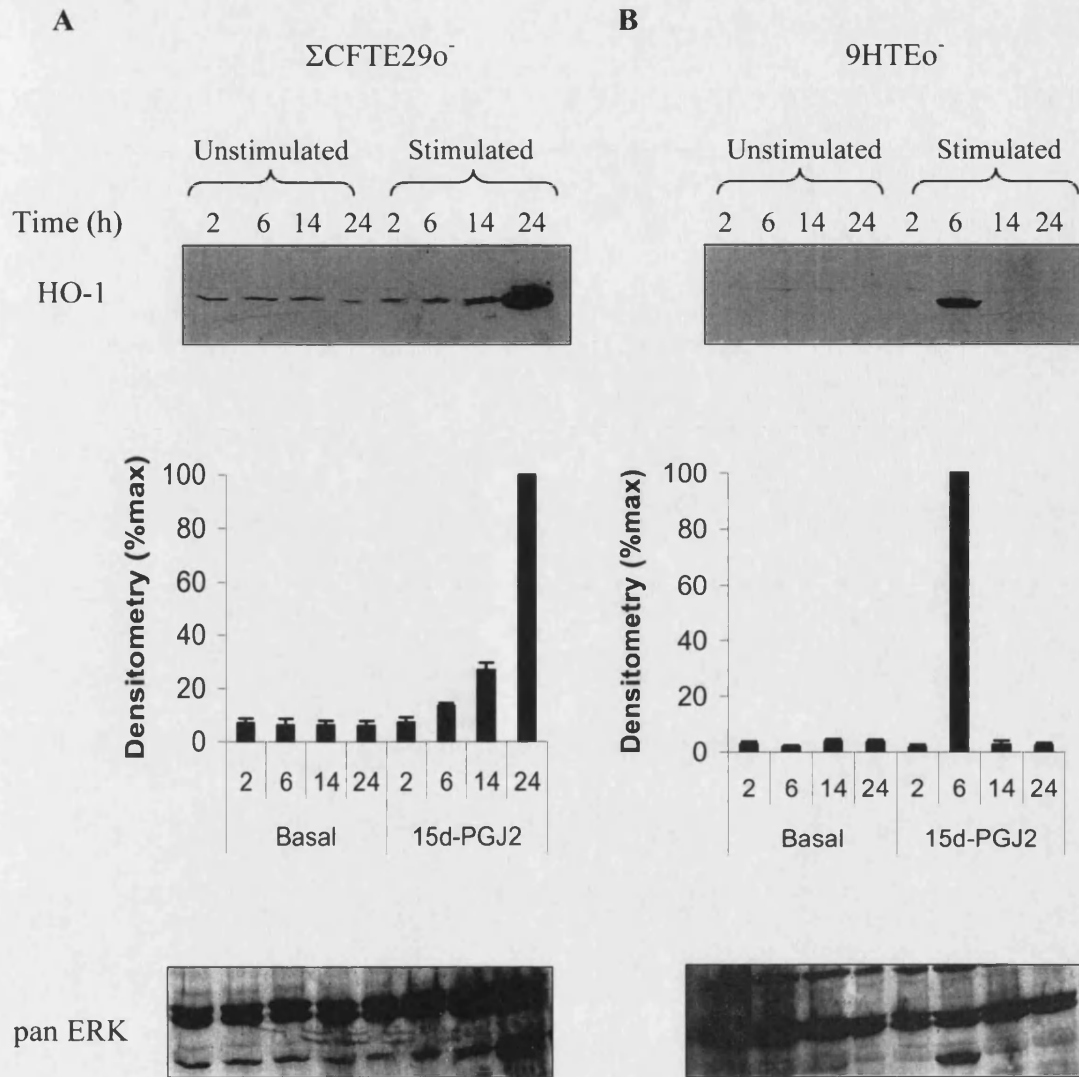 A
B
ΣCFTE29o⁻
9HTEo⁻
Unstimulated Stimulated
Unstimulated Stimulated
Time (h) 2 6 14 24 2 6 14 24
2 6 14 24 2 6 14 24
HO-1
Densitometry (%max)
100
80
60
40
20
0
2 6 14 24 2 6 14 24
Basal 15d-PGJ2
Densitometry (%max)
100
80
60
40
20
0
2 6 14 24 2 6 14 24
Basal 15d-PGJ2
pan ERK